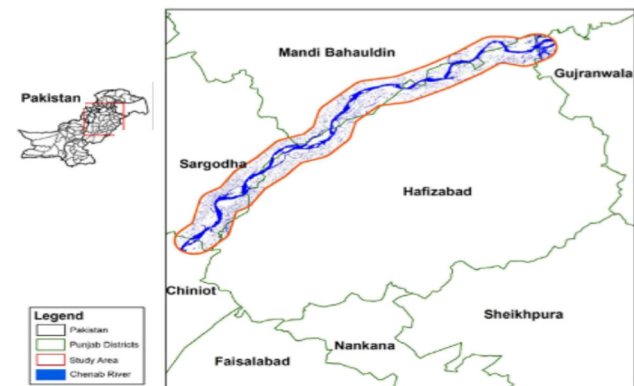 Mandi Bahauldin
Gujranwala
Pakistan
Sargodha
Hafizabad
Chiniot
Sheikhpura
Nankana
Faisalabad
Legend
Pakistan
Punjab Districts
Study Area
Chenab River